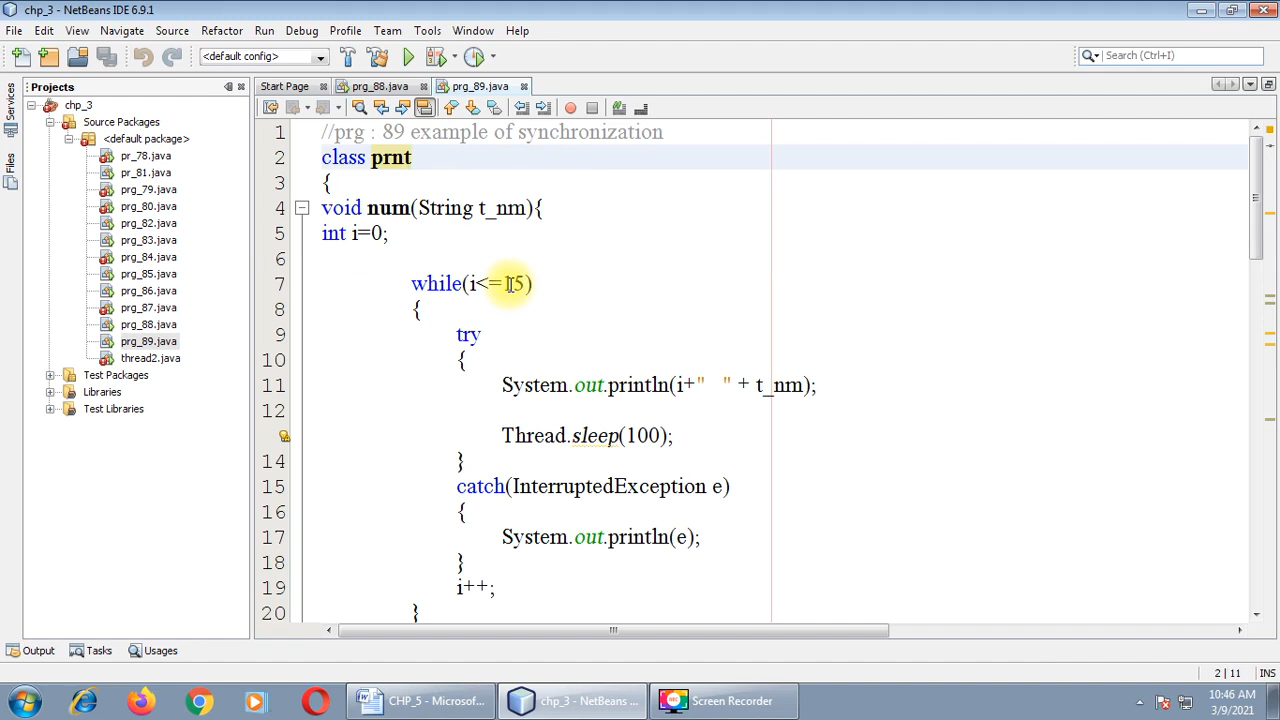 chp_3 - NetBeans IDE 6.9.1
File Edit View Navigate Source Refactor Run Debug Profile Team Tools Window Help
<default config>
Search (Ctrl+I)
Projects
Start Page
prg_88.java
prg_89.java
Services
Files
chp_3
Source Packages
<default package>
pr_78.java
pr_81.java
prg_79.java
prg_80.java
prg_82.java
prg_83.java
prg_84.java
prg_85.java
prg_86.java
prg_87.java
prg_88.java
prg_89.java
thread2.java
Test Packages
Libraries
Test Libraries
1 //prg : 89 example of synchronization
2 class prnt
3 {
4 void num(String t_nm){
5 int i=0;
6
7 while(i<=15)
8 {
9 try
10 {
11 System.out.println(i+"   " + t_nm);
12
Thread.sleep(100);
14 }
15 catch(InterruptedException e)
16 {
17 System.out.println(e);
18 }
19 i++;
20 }
Output Tasks Usages
2 | 11 INS
CHP_5 - Microsof...
chp_3 - NetBeans ...
Screen Recorder
10:46 AM
3/9/2021